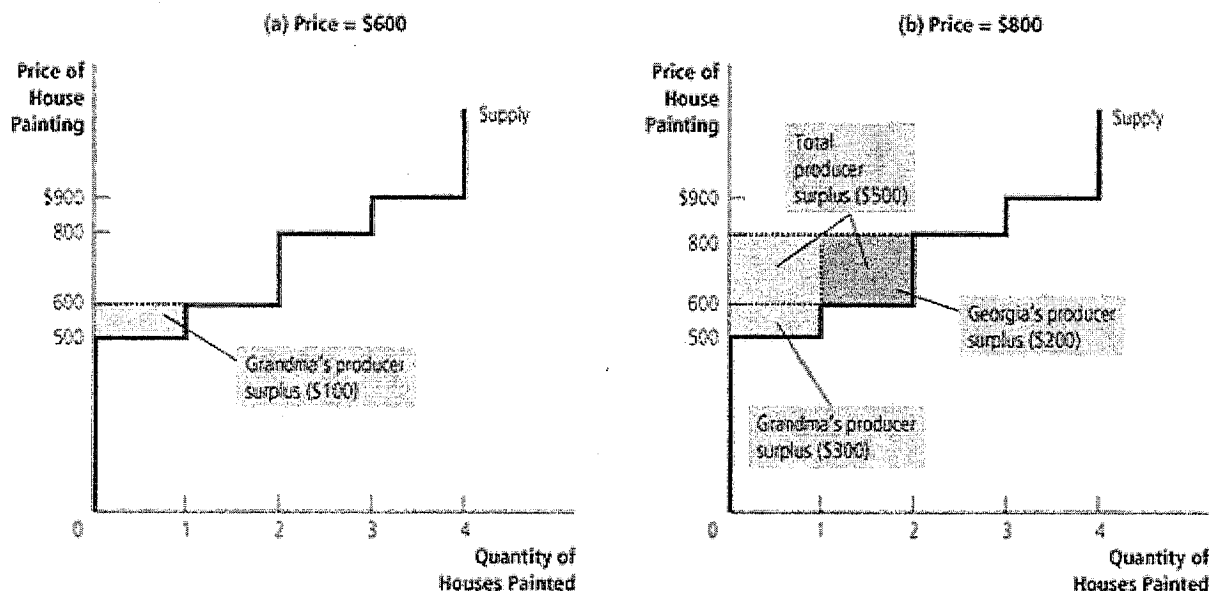 (a) Price = $600
Price of
House
Painting
Supply
$900
800
600
500
Grandma's producer
surplus ($100)
0
1
2
3
4
Quantity of
Houses Painted
(b) Price = $800
Price of
House
Painting
Supply
Total
producer
surplus ($500)
$900
800
600
500
Georgia's producer
surplus ($200)
Grandma's producer
surplus ($300)
0
1
2
3
4
Quantity of
Houses Painted